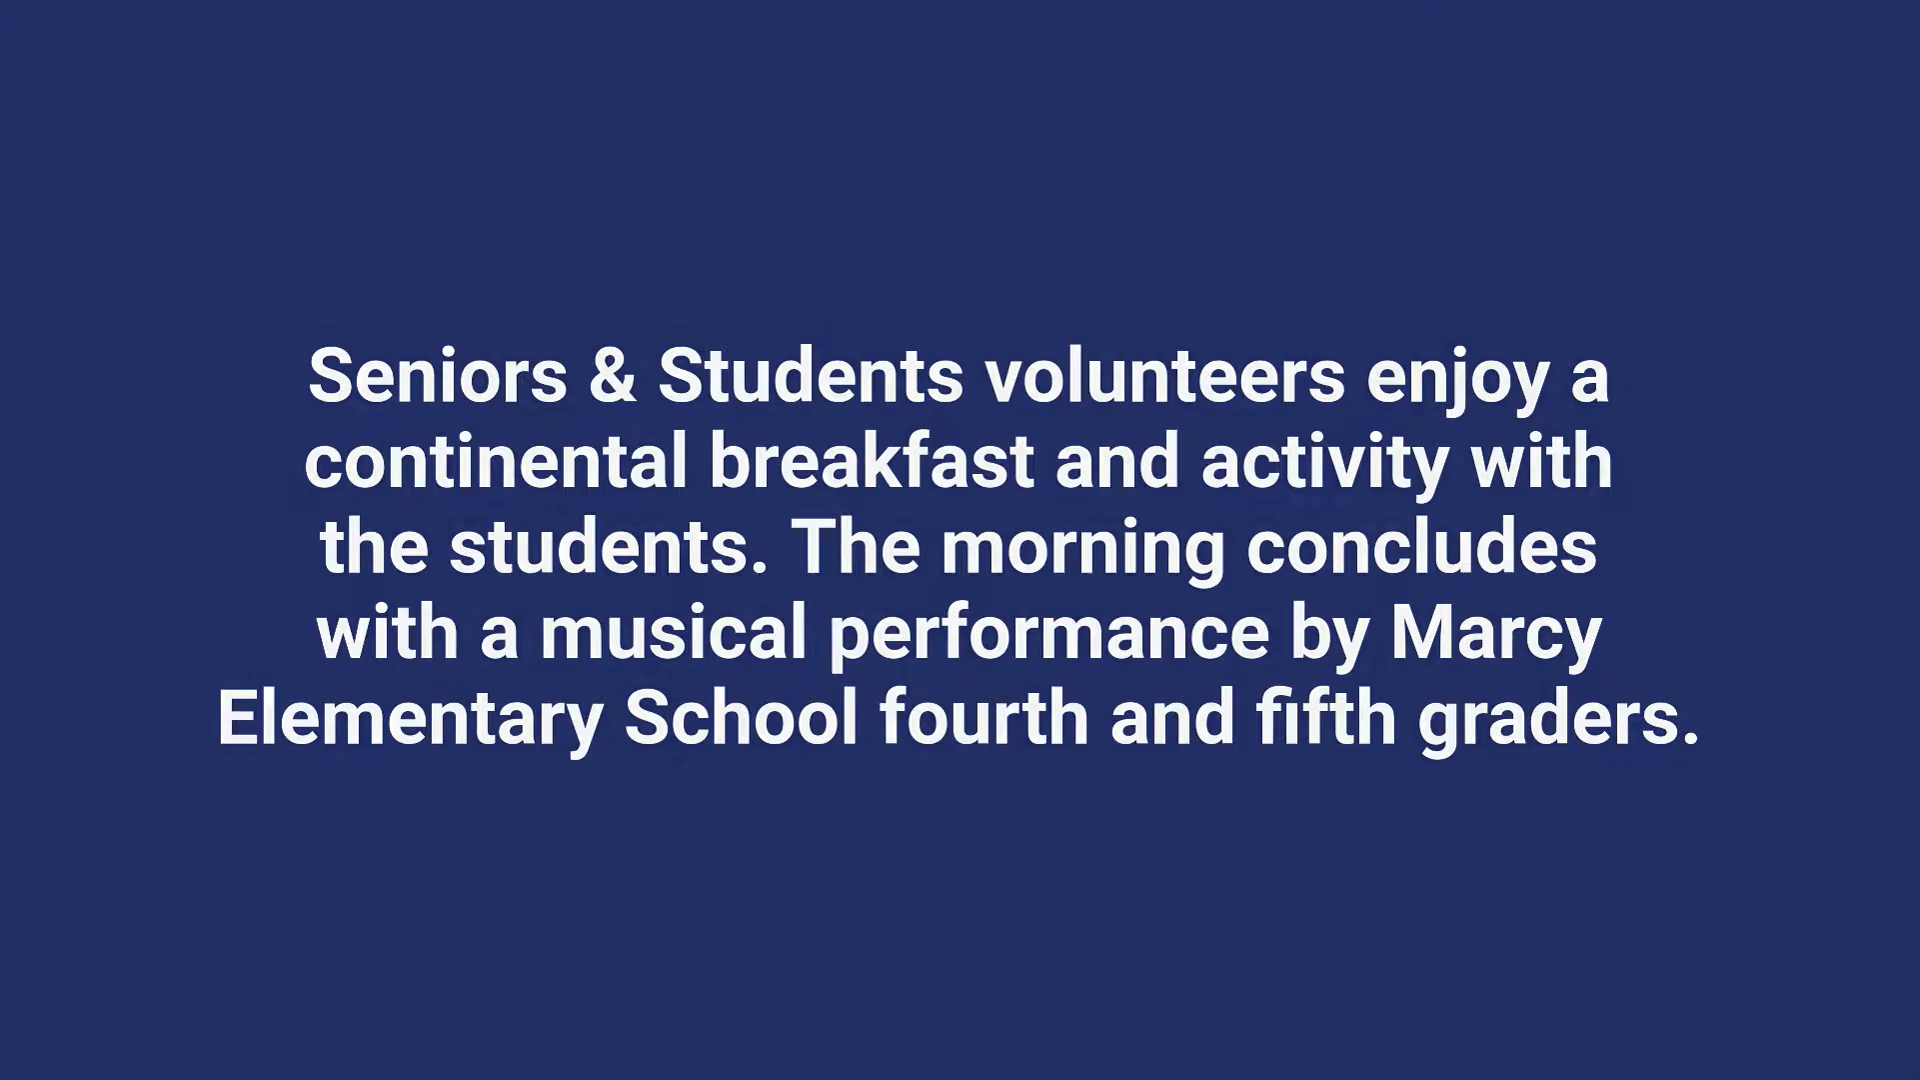 Seniors & Students volunteers enjoy a
continental breakfast and activity with
the students. The morning concludes
with a musical performance by Marcy
Elementary School fourth and fifth graders.